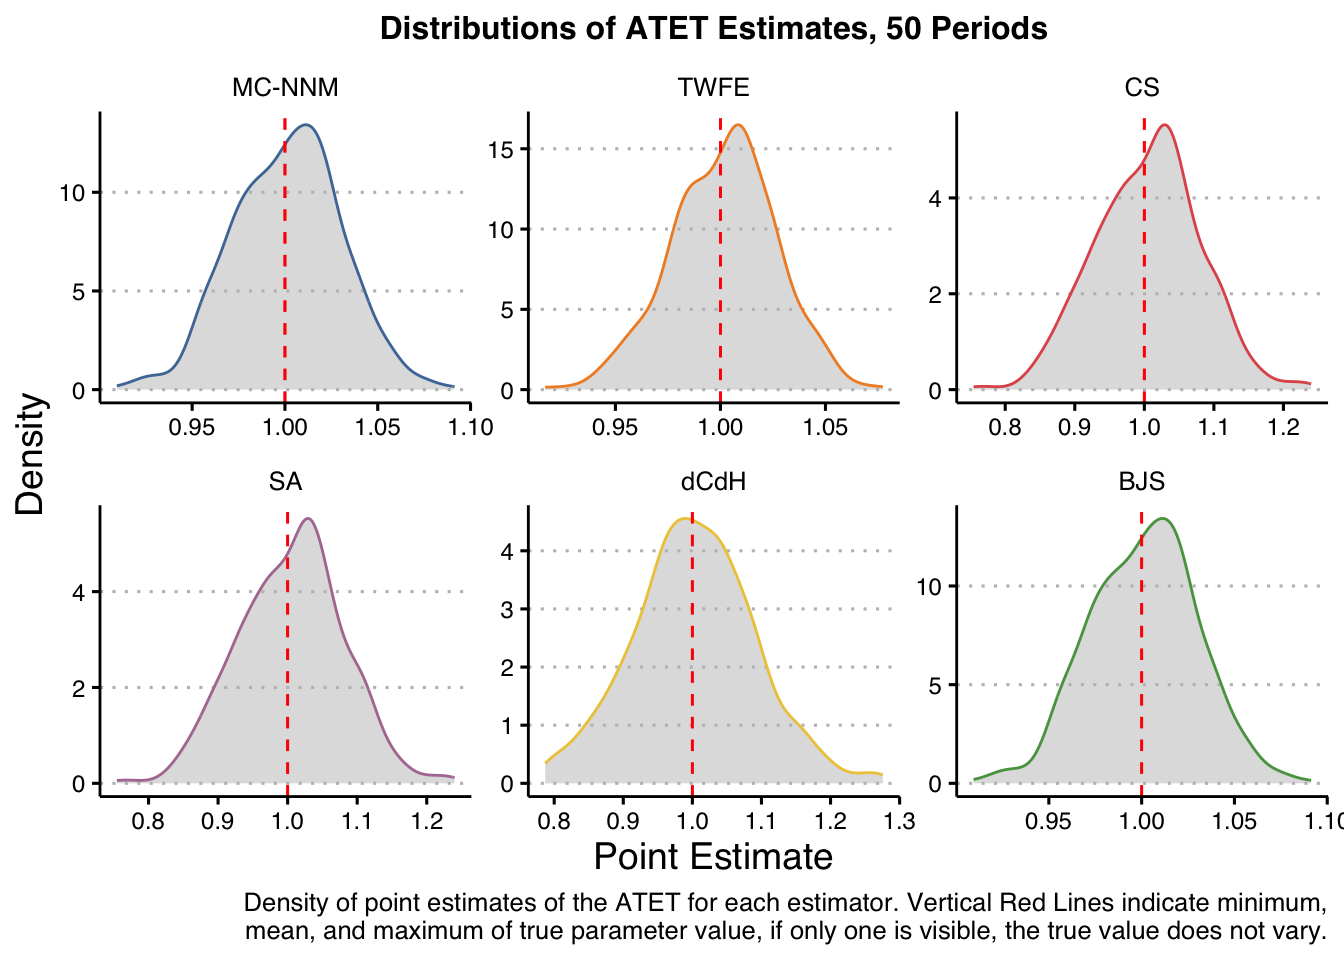 Distributions of ATET Estimates, 50 Periods
MC-NNM
TWFE
CS
10
5
0
0.95 1.00 1.05 1.10
15
10
5
0
0.95 1.00 1.05
4
2
0
0.8 0.9 1.0 1.1 1.2
Density
SA
dCdH
BJS
4
2
0
0.8 0.9 1.0 1.1 1.2
4
3
2
1
0
0.8 0.9 1.0 1.1 1.2 1.3
10
5
0
0.95 1.00 1.05 1.10
Point Estimate
Density of point estimates of the ATET for each estimator. Vertical Red Lines indicate minimum,
mean, and maximum of true parameter value, if only one is visible, the true value does not vary.